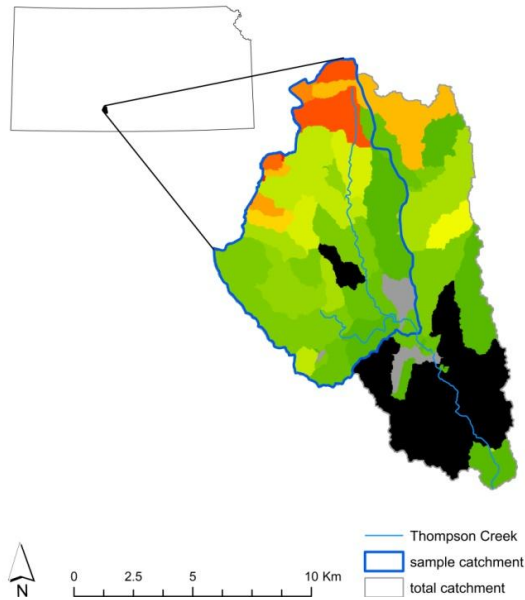 Thompson Creek
sample catchment
total catchment
N
0 2.5 5 10 Km